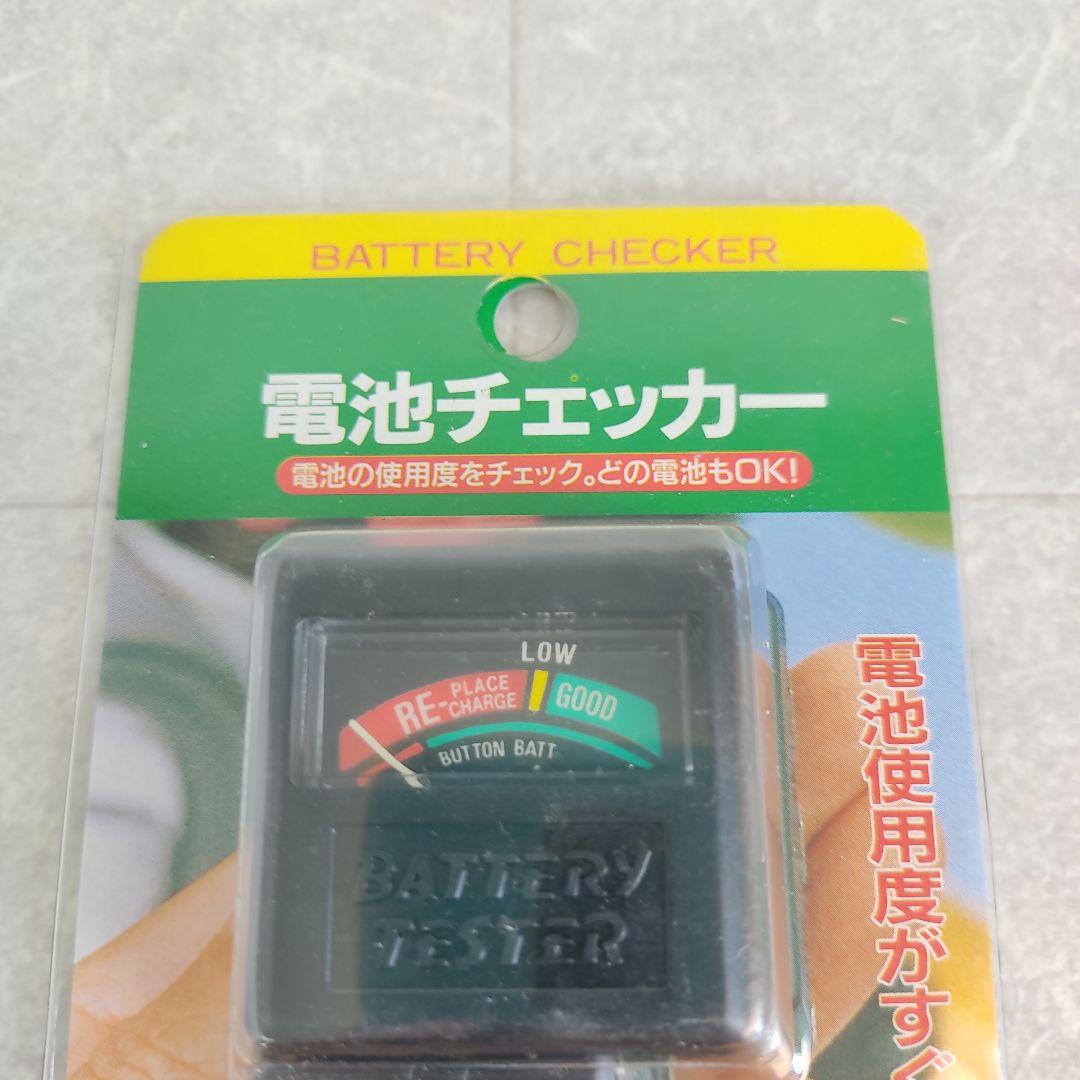 BATTERY CHECKER
電池チェッカー
電池の使用度をチェック。どの電池もOK!
LOW
RE-PLACE
CHARGE
GOOD
BUTTON BATT
BATTERY
TESTER
電池使用度がすぐ